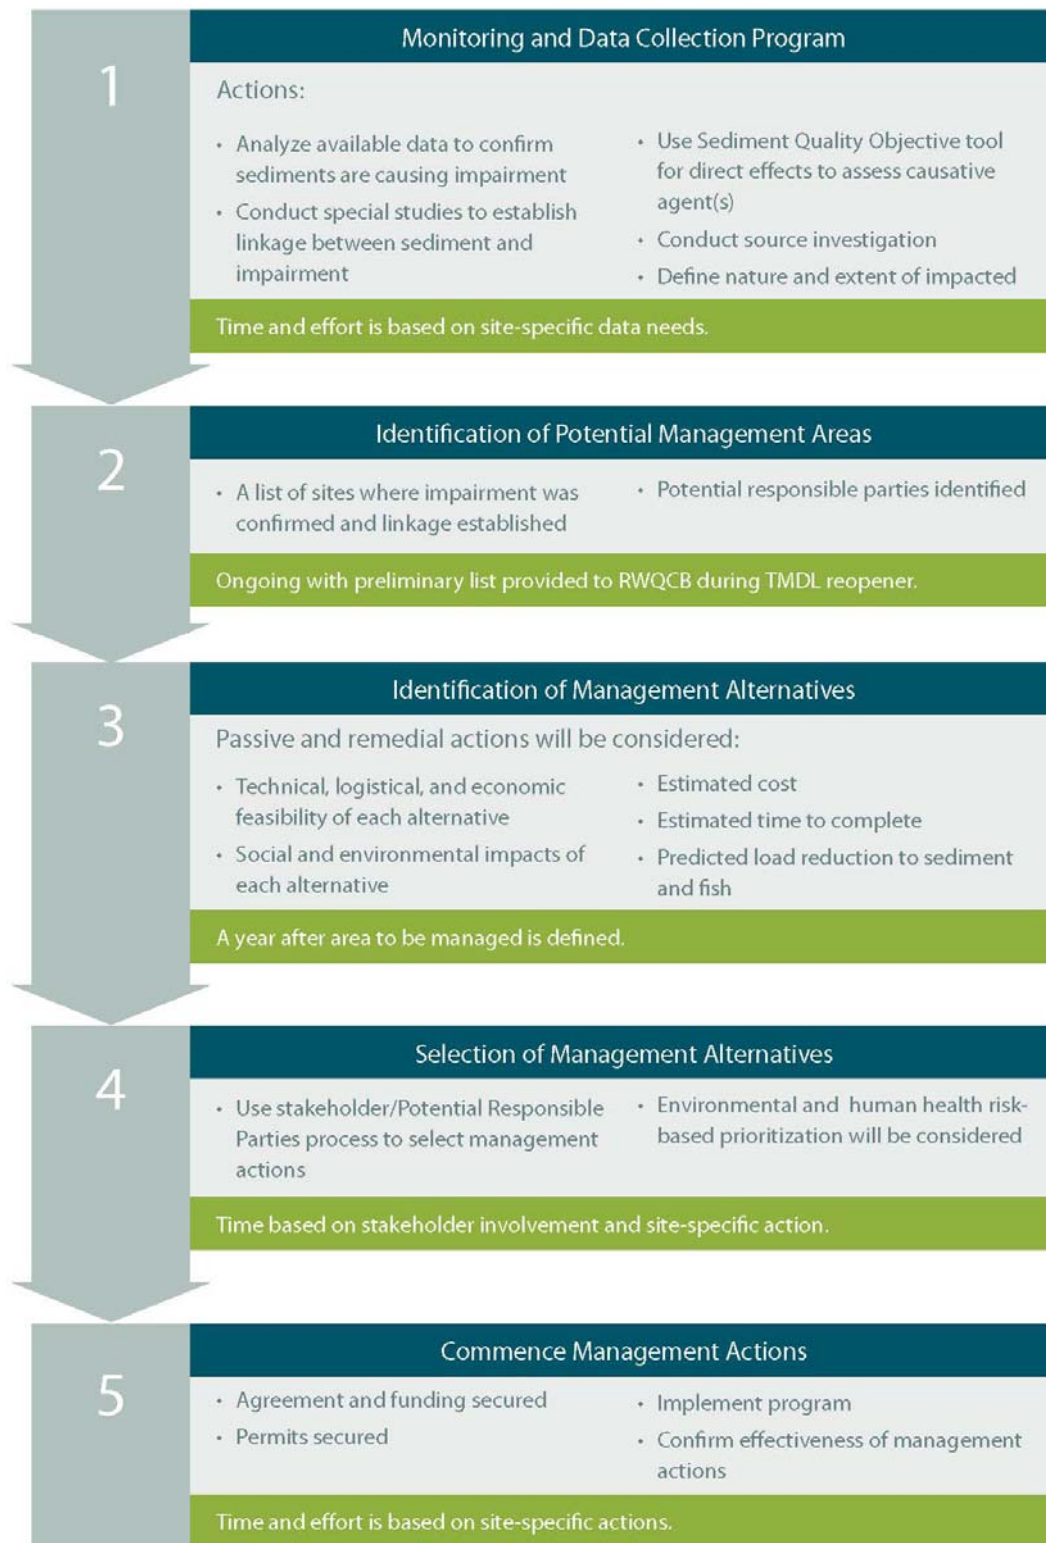 1
Monitoring and Data Collection Program
Actions:
• Analyze available data to confirm
sediments are causing impairment
• Conduct special studies to establish
linkage between sediment and
impairment
• Use Sediment Quality Objective tool
for direct effects to assess causative
agent(s)
• Conduct source investigation
• Define nature and extent of impacted
Time and effort is based on site-specific data needs.
2
Identification of Potential Management Areas
• A list of sites where impairment was
confirmed and linkage established
• Potential responsible parties identified
Ongoing with preliminary list provided to RWQCB during TMDL reopener.
3
Identification of Management Alternatives
Passive and remedial actions will be considered:
• Technical, logistical, and economic
feasibility of each alternative
• Social and environmental impacts of
each alternative
• Estimated cost
• Estimated time to complete
• Predicted load reduction to sediment
and fish
A year after area to be managed is defined.
4
Selection of Management Alternatives
• Use stakeholder/Potential Responsible
Parties process to select management
actions
• Environmental and human health risk-
based prioritization will be considered
Time based on stakeholder involvement and site-specific action.
5
Commence Management Actions
• Agreement and funding secured
• Permits secured
• Implement program
• Confirm effectiveness of management
actions
Time and effort is based on site-specific actions.